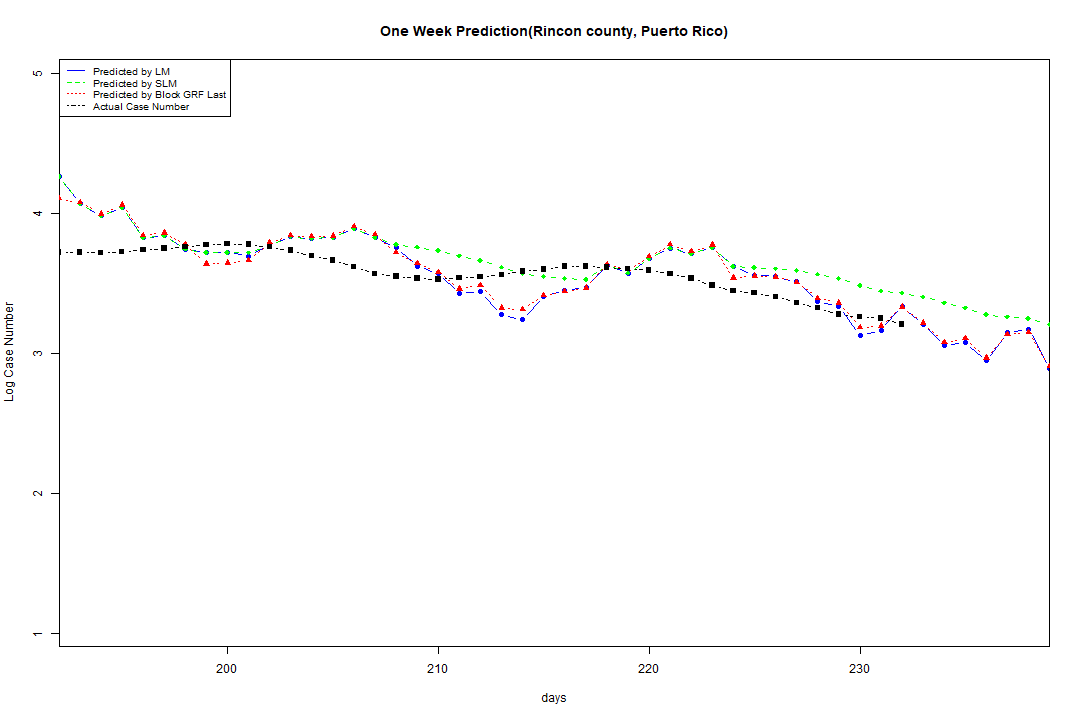 One Week Prediction(Rincon county, Puerto Rico)
Predicted by LM
Predicted by SLM
Predicted by Block GRF Last
Actual Case Number
5
4
3
2
1
Log Case Number
200 210 220 230
days